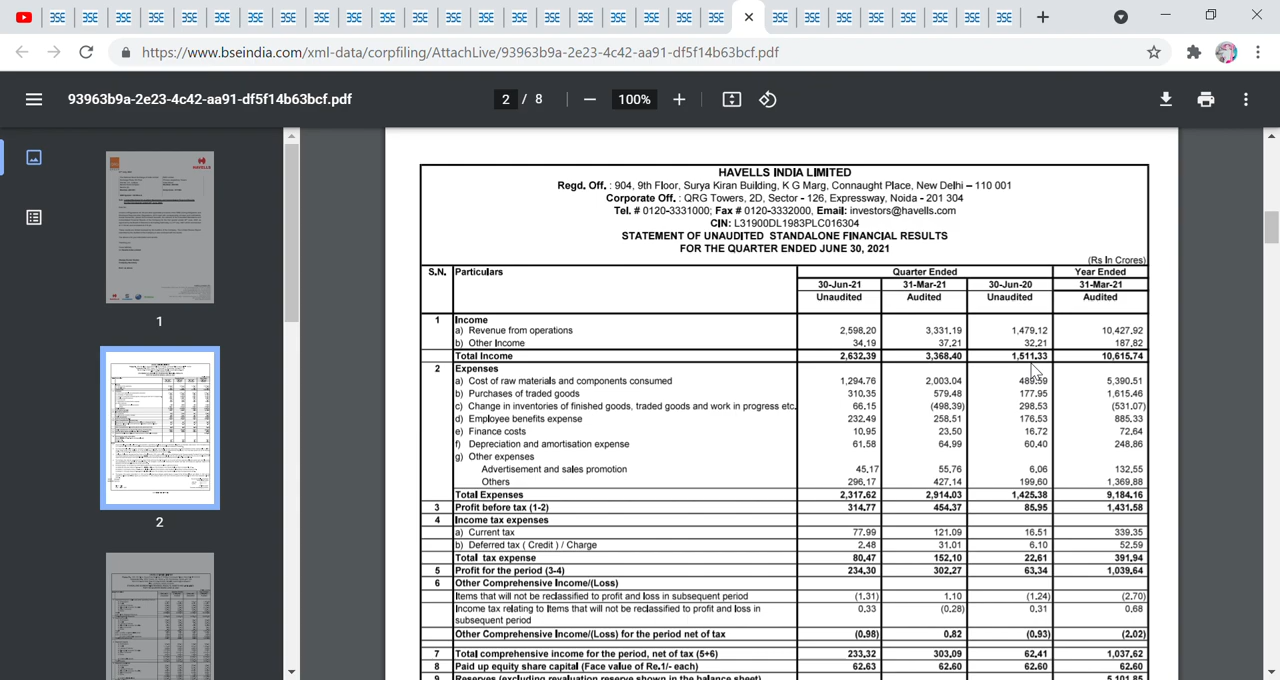 https://www.bseindia.com/xml-data/corpfiling/AttachLive/93963b9a-2e23-4c42-aa91-df5f14b63bcf.pdf
93963b9a-2e23-4c42-aa91-df5f14b63bcf.pdf 2 / 8 100%
HAVELLS INDIA LIMITED
Regd. Off. : 904, 9th Floor, Surya Kiran Building, K G Marg, Connaught Place, New Delhi – 110 001
Corporate Off. : QRG Towers, 2D, Sector - 126, Expressway, Noida - 201 304
Tel. # 0120-3331000; Fax # 0120-3332000, Email: investors@havells.com
CIN: L31900DL1983PLC016304
STATEMENT OF UNAUDITED STANDALONE FINANCIAL RESULTS
FOR THE QUARTER ENDED JUNE 30, 2021
(Rs In Crores)
S.N. Particulars Quarter Ended Year Ended
30-Jun-21 31-Mar-21 30-Jun-20 31-Mar-21
Unaudited Audited Unaudited Audited
1 Income
a) Revenue from operations 2,598.20 3,331.19 1,479.12 10,427.92
b) Other Income 34.19 37.21 32.21 187.82
Total Income 2,632.39 3,368.40 1,511.33 10,615.74
2 Expenses
a) Cost of raw materials and components consumed 1,294.76 2,003.04 489.59 5,390.51
b) Purchases of traded goods 310.35 579.48 177.95 1,615.46
c) Change in inventories of finished goods, traded goods and work in progress etc. 66.15 (498.39) 298.53 (531.07)
d) Employee benefits expense 232.49 258.51 176.53 885.33
e) Finance costs 10.95 23.50 16.72 72.64
f) Depreciation and amortisation expense 61.58 64.99 60.40 248.86
g) Other expenses
Advertisement and sales promotion 45.17 55.76 6.06 132.55
Others 296.17 427.14 199.60 1,369.88
Total Expenses 2,317.62 2,914.03 1,425.38 9,184.16
3 Profit before tax (1-2) 314.77 454.37 85.95 1,431.58
4 Income tax expenses
a) Current tax 77.99 121.09 16.51 339.35
b) Deferred tax ( Credit ) / Charge 2.48 31.01 6.10 52.59
Total tax expense 80.47 152.10 22.61 391.94
5 Profit for the period (3-4) 234.30 302.27 63.34 1,039.64
6 Other Comprehensive Income/(Loss)
Items that will not be reclassified to profit and loss in subsequent period (1.31) 1.10 (1.24) (2.70)
Income tax relating to Items that will not be reclassified to profit and loss in 0.33 (0.28) 0.31 0.68
subsequent period
Other Comprehensive Income/(Loss) for the period net of tax (0.98) 0.82 (0.93) (2.02)
7 Total comprehensive income for the period, net of tax (5+6) 233.32 303.09 62.41 1,037.62
8 Paid up equity share capital (Face value of Re.1/- each) 62.63 62.60 62.60 62.60
9 Reserves (excluding revaluation reserve shown in the balance sheet) 5,101.85
1
2